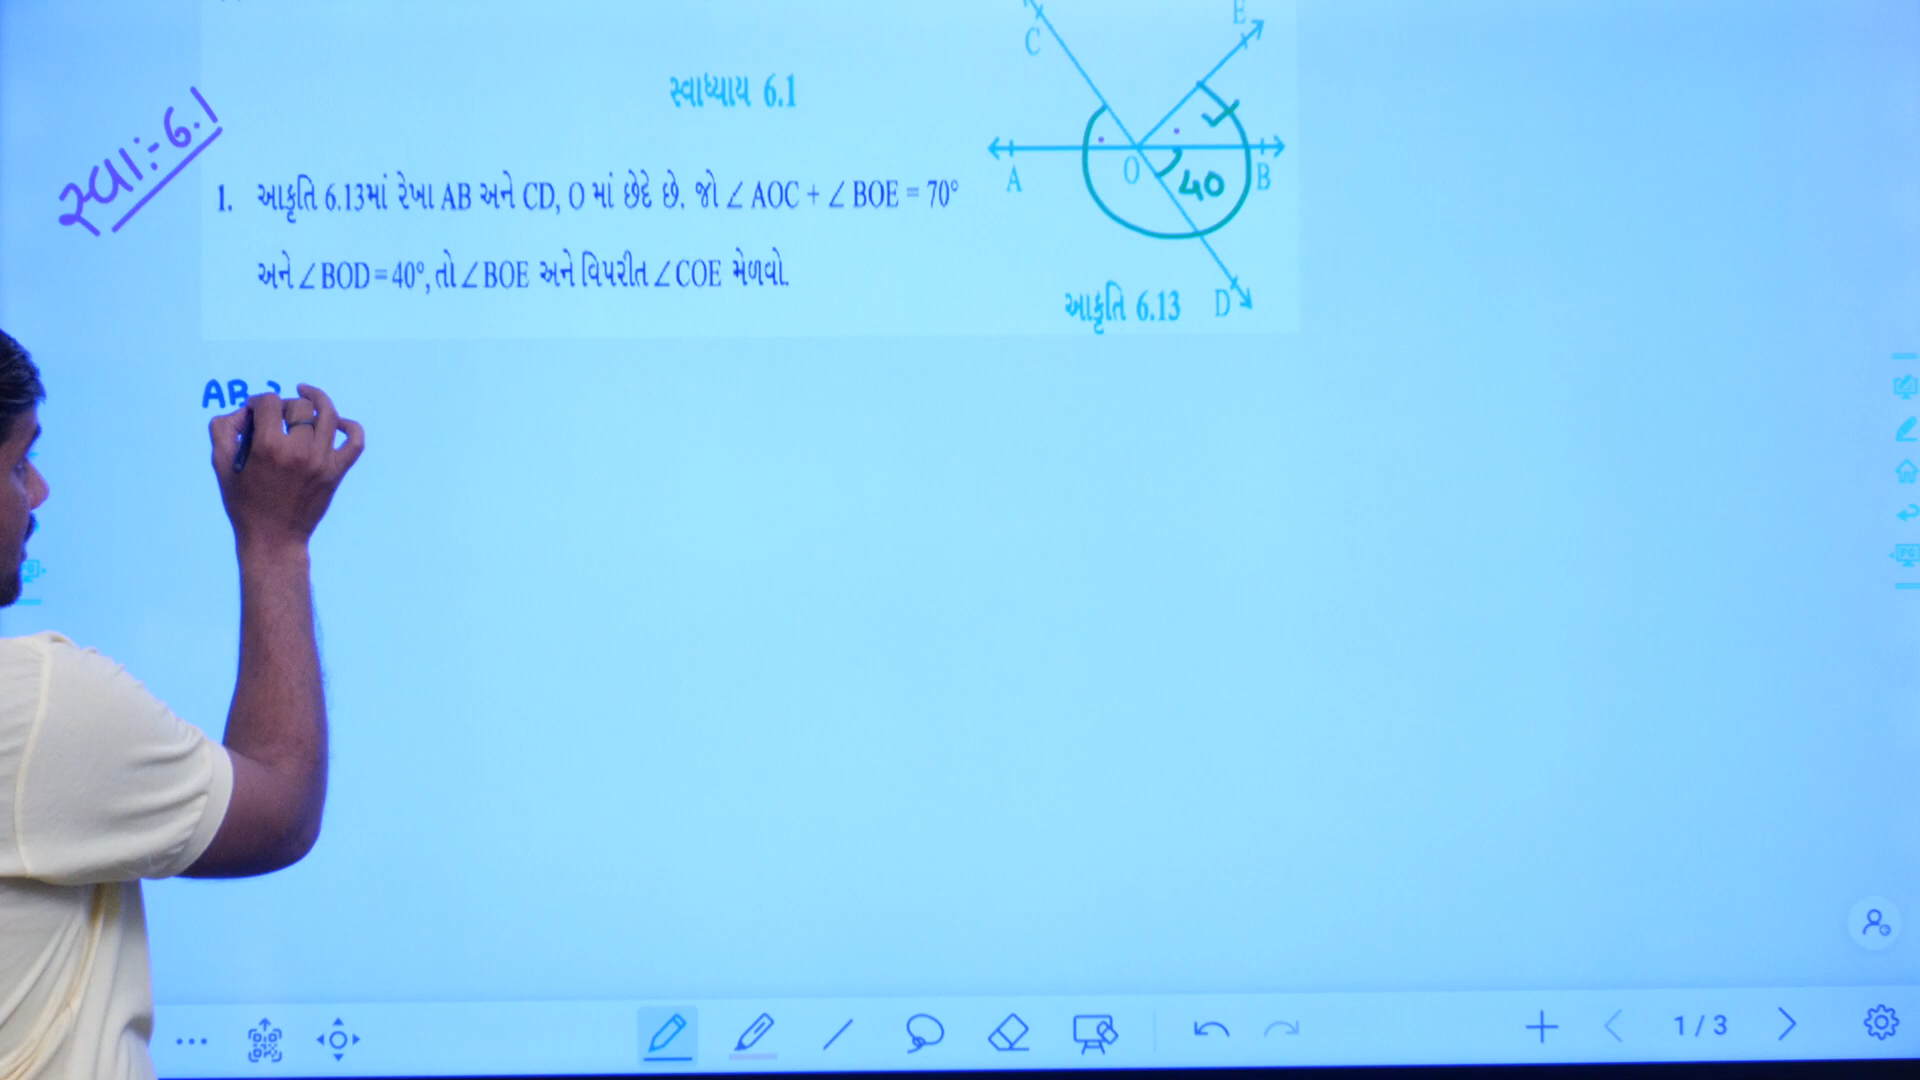 સ્વાધ્યાય 6.1
સ્વાઃ- 6.1
1. આકૃતિ 6.13માં રેખા AB અને CD, O માં છેદે છે. જો ∠AOC + ∠BOE = 70°
અને ∠BOD = 40°, તો ∠BOE અને વિપરીત ∠COE મેળવો.
C
E
A
O
40
B
D
આકૃતિ 6.13
AB
1/3